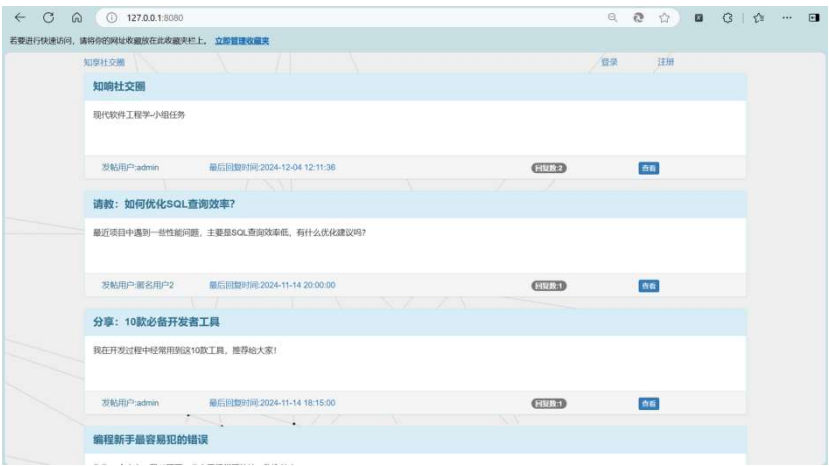 127.0.0.1:8080
若要进行快速访问，请将你的网址收藏放在此收藏夹栏上。 立即管理收藏夹
知享社交圈 登录 注册
知响社交圈
现代软件工程学-小组任务
发帖用户:admin 最后回复时间:2024-12-04 12:11:36 回复数:2 查看
请教：如何优化SQL查询效率？
最近项目中遇到一些性能问题，主要是SQL查询效率低，有什么优化建议吗?
发帖用户:匿名用户2 最后回复时间:2024-11-14 20:00:00 回复数:1 查看
分享：10款必备开发者工具
我在开发过程中经常用到这10款工具，推荐给大家!
发帖用户:admin 最后回复时间:2024-11-14 18:15:00 回复数:1 查看
编程新手最容易犯的错误